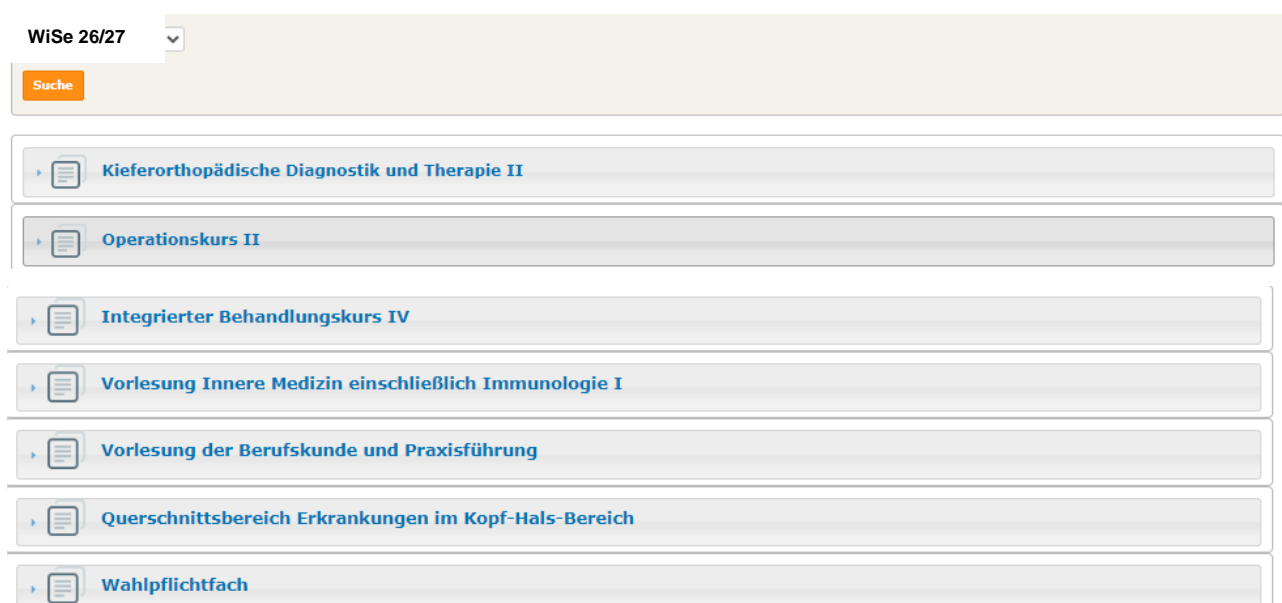 WiSe 26/27
Suche
Kieferorthopädische Diagnostik und Therapie II
Operationskurs II
Integrierter Behandlungskurs IV
Vorlesung Innere Medizin einschließlich Immunologie I
Vorlesung der Berufskunde und Praxisführung
Querschnittsbereich Erkrankungen im Kopf-Hals-Bereich
Wahlpflichtfach